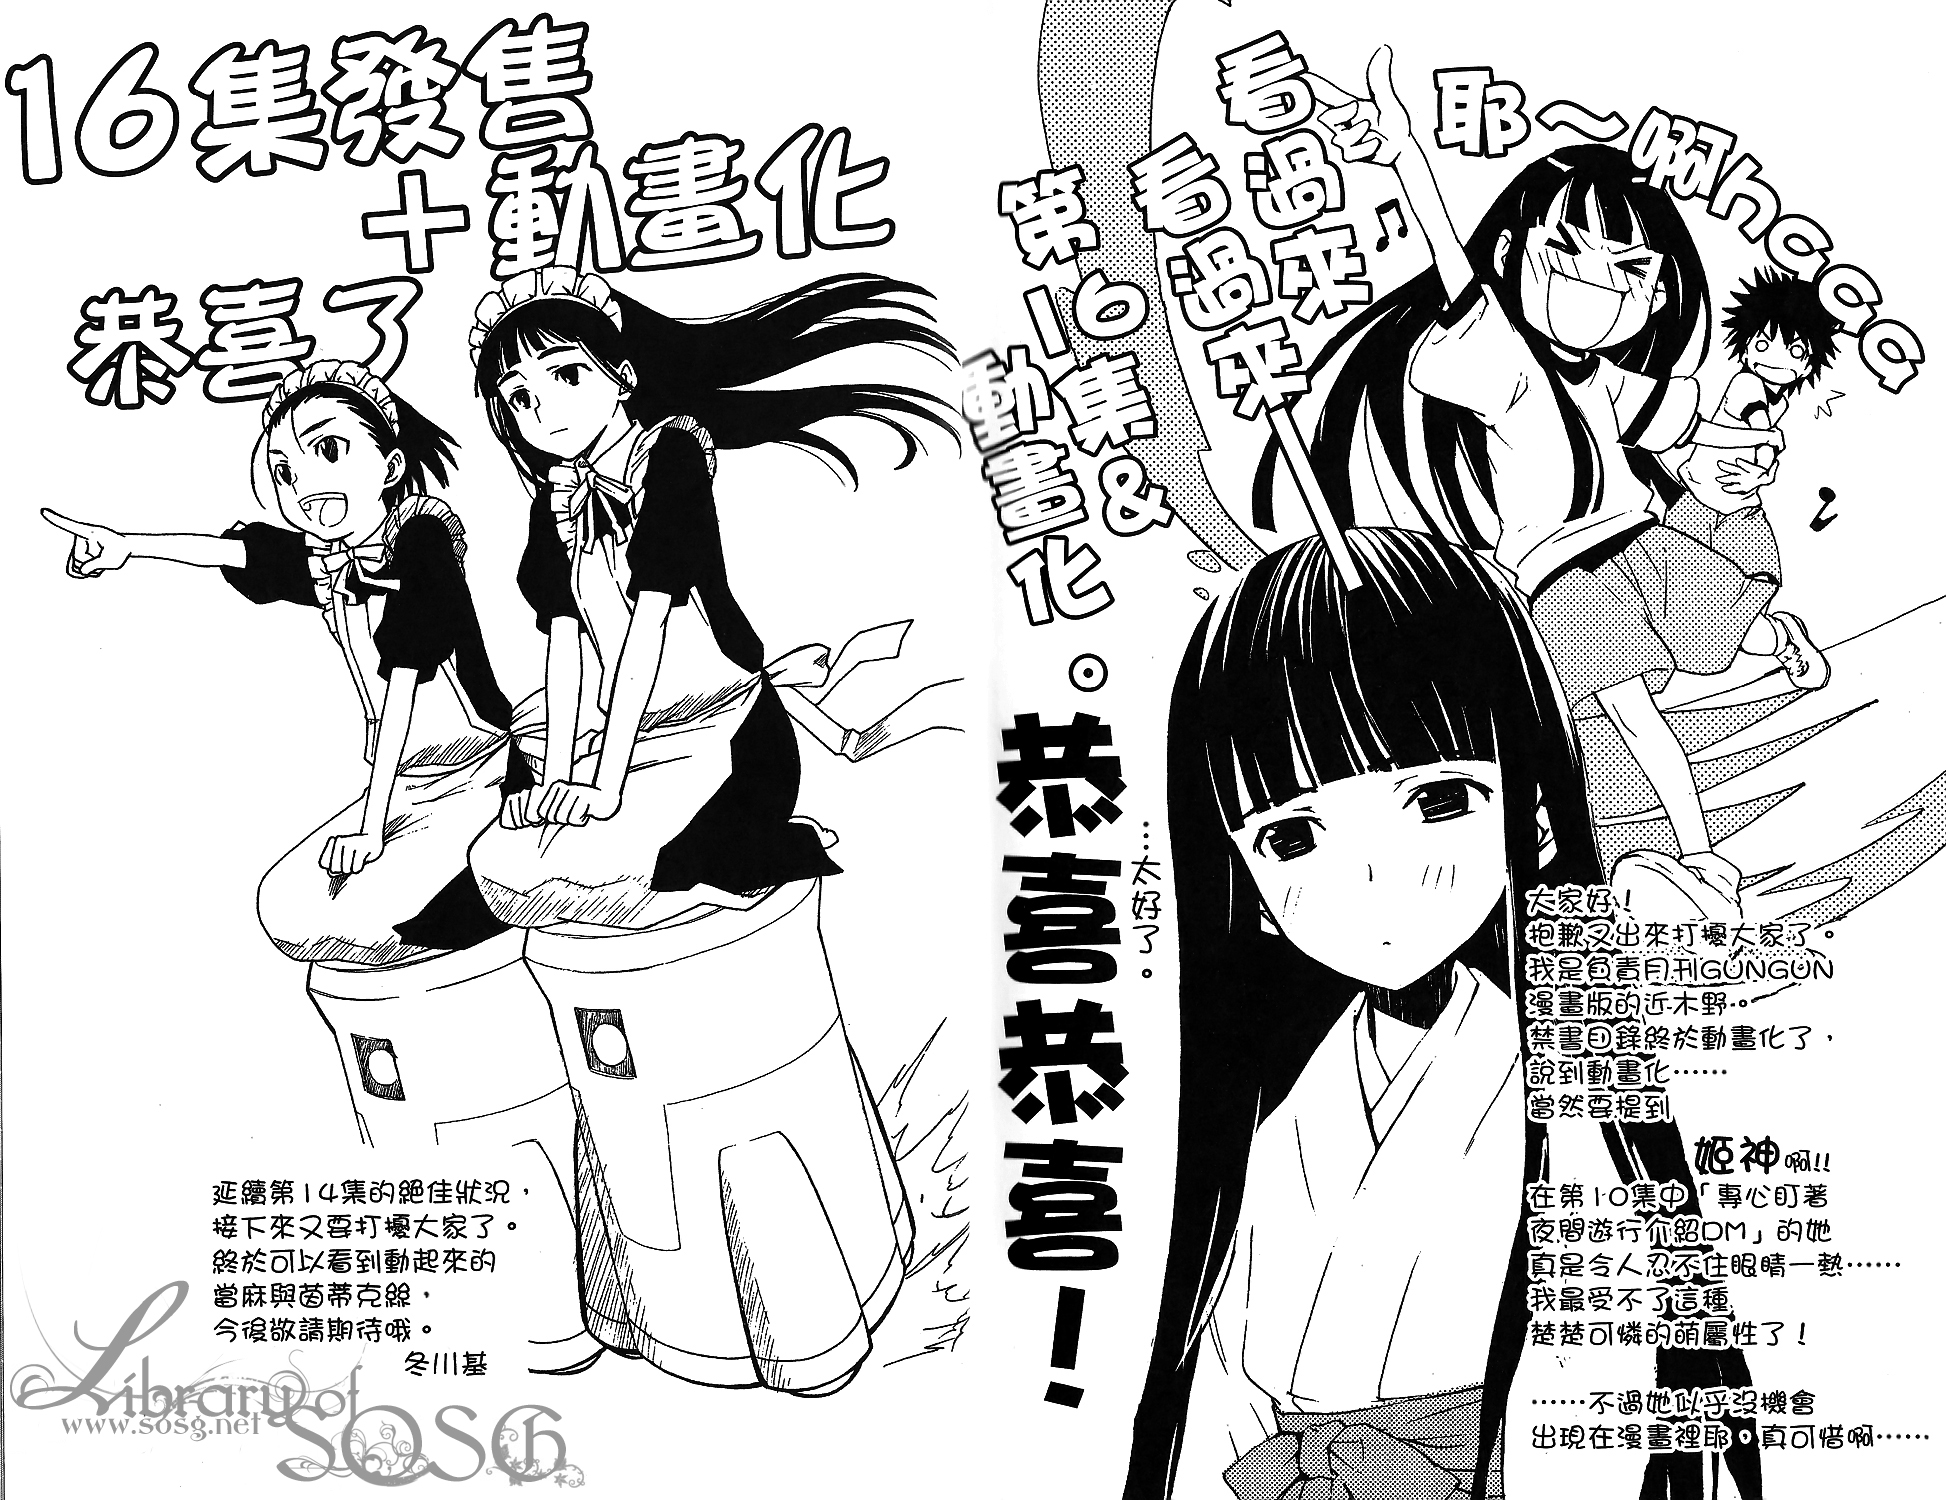 耶～啊haaa
看過來♪
看過來
第16集&
動畫化。
恭喜恭喜！
…太好了。
大家好！
抱歉又出來打擾大家了。
我是負責月刊GUNGUN
漫畫版的近木野。
禁書目錄終於動畫化了，
說到動畫化……
當然要提到
姬神啊!!
在第10集中「專心盯著
夜間遊行介紹DM」的她
真是令人忍不住眼睛一熱……
我最受不了這種
楚楚可憐的萌屬性了！
……不過她似乎沒機會
出現在漫畫裡耶，真可惜啊……
16集發售
+動畫化
恭喜了
延續第14集的絕佳狀況，
接下來又要打擾大家了。
終於可以看到動起來的
當麻與茵蒂克絲，
今後敬請期待哦。
冬川基
Library of
www.sosg.net
SOSG